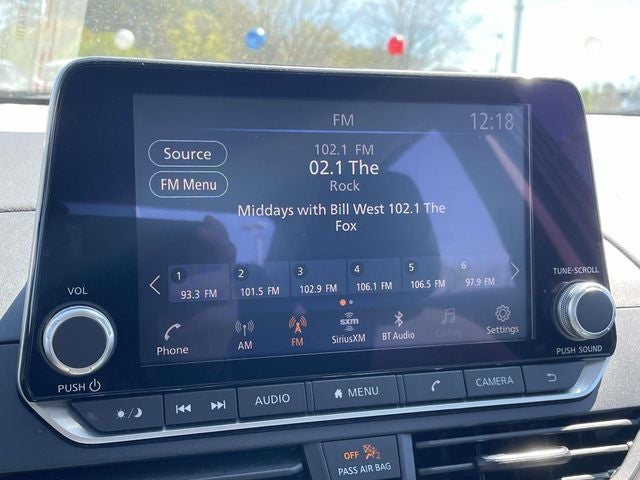 FM
12:18
Source
102.1 FM
02.1 The
FM Menu
Rock
Middays with Bill West 102.1 The
Fox
1
2
3
4
5
6
93.3 FM
101.5 FM
102.9 FM
106.1 FM
106.5 FM
97.9 FM
TUNE·SCROLL
VOL
Phone
AM
FM
sxm
SiriusXM
BT Audio
CarPlay
Settings
PUSH
PUSH SOUND
AUDIO
MENU
CAMERA
OFF
2
PASS AIR BAG